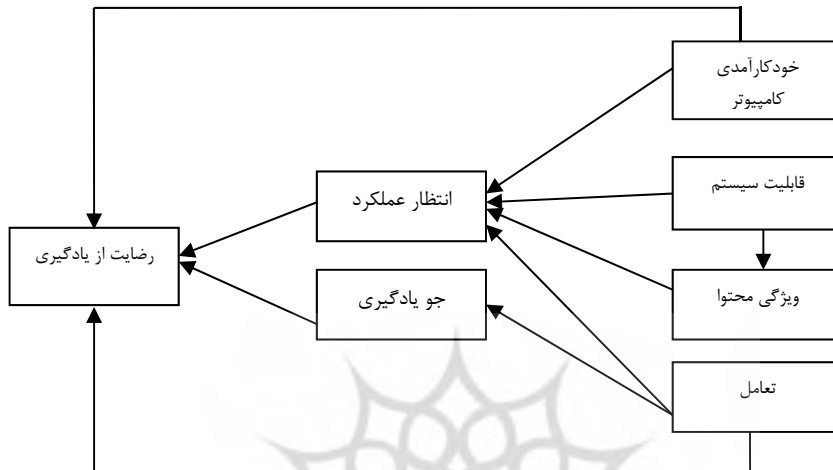 خودکارآمدی
کامپیوتر
قابلیت سیستم
انتظار عملکرد
رضایت از یادگیری
ویژگی محتوا
جو یادگیری
تعامل